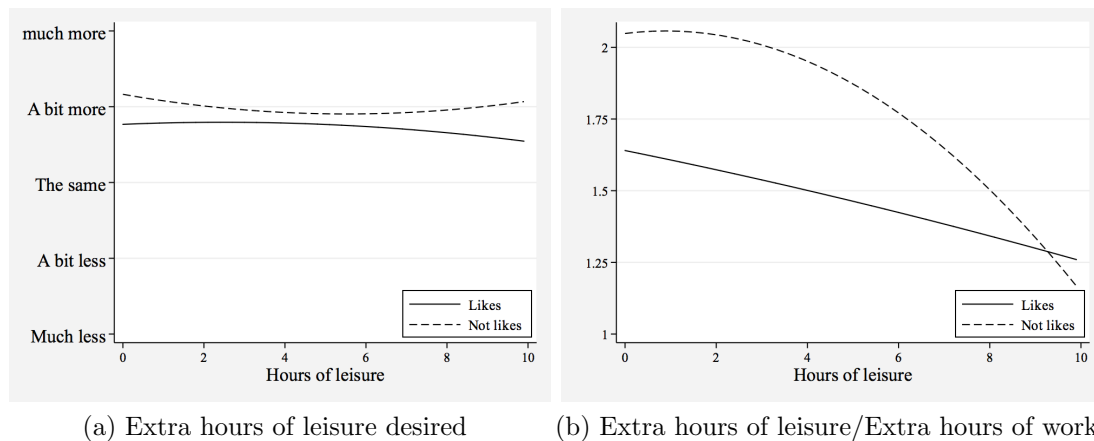 much more
A bit more
The same
A bit less
Much less
0 2 4 6 8 10
Hours of leisure
Likes
Not likes
(a) Extra hours of leisure desired
2
1.75
1.5
1.25
1
0 2 4 6 8 10
Hours of leisure
Likes
Not likes
(b) Extra hours of leisure/Extra hours of work